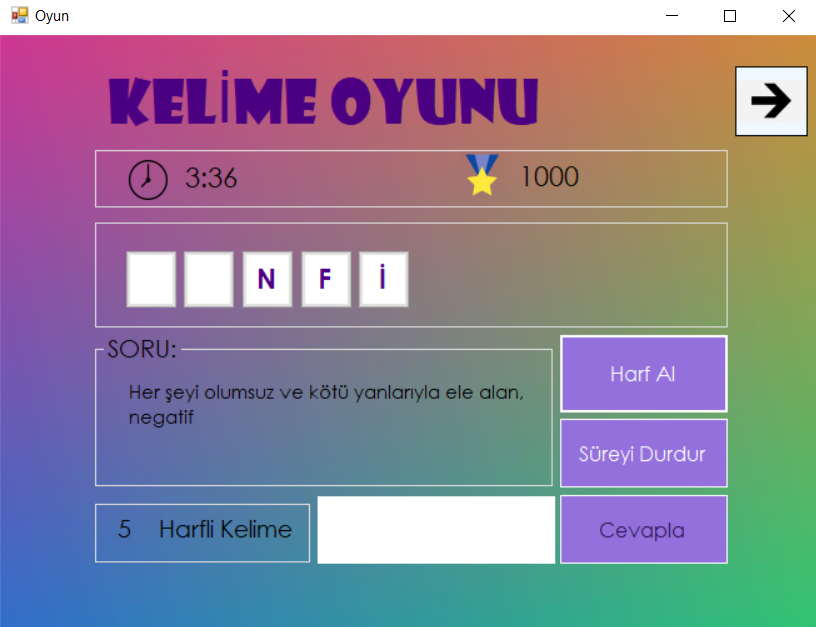 Oyun
KELİME OYUNU
3:36
1000
N F İ
SORU:
Her şeyi olumsuz ve kötü yanlarıyla ele alan,
negatif
Harf Al
Süreyi Durdur
5 Harfli Kelime
Cevapla